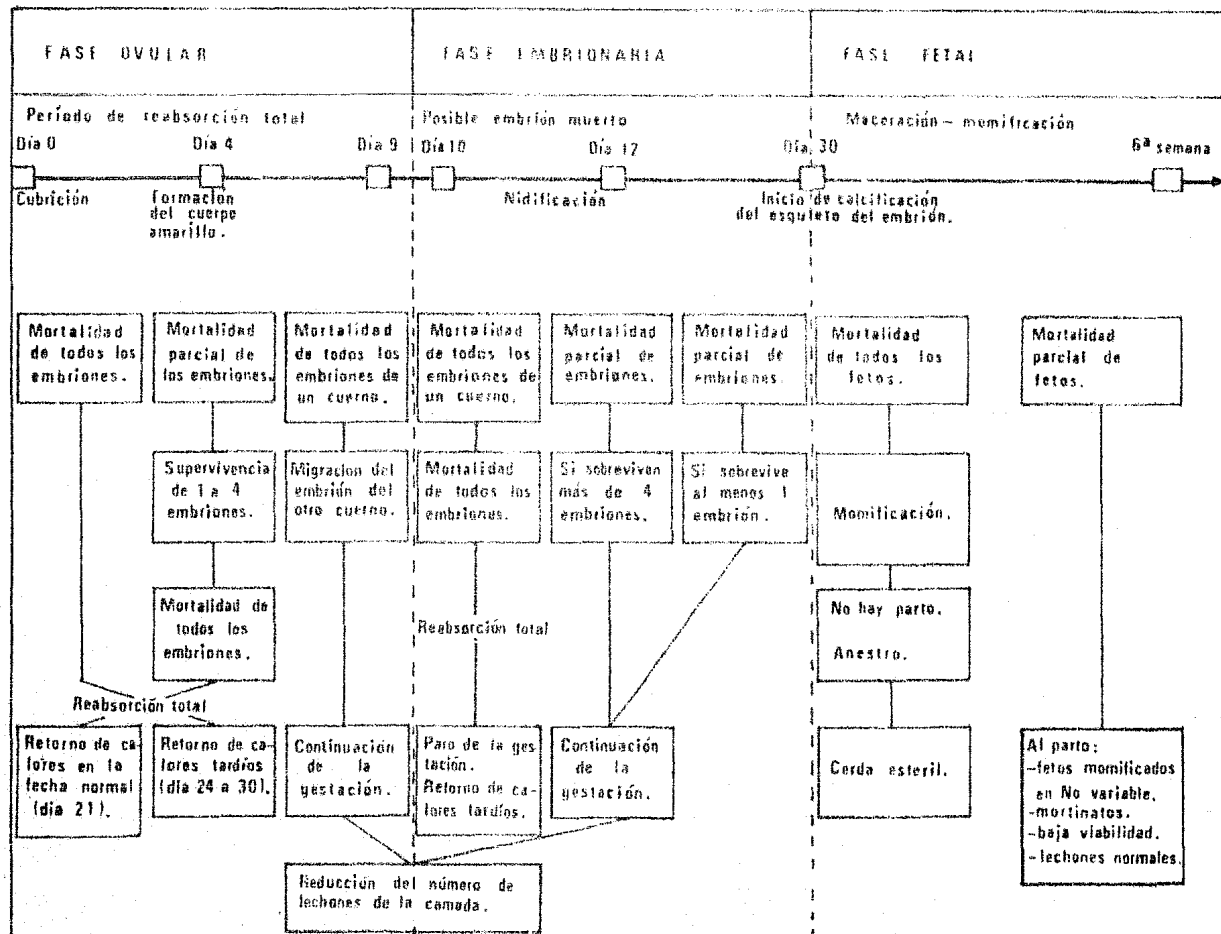 FASE OVULAR
FASE EMBRIONARIA
FASE FETAL
Período de reabsorción total
Posible embrión muerto
Maceración – momificación
Día 0
Día 4
Día 9
Día 10
Día 12
Día 30
6ª semana
Cubrición
Formación
del cuerpo
amarillo.
Nidificación
Inicio de calcificación
del esqueleto del embrión.
Mortalidad
de todos los
embriones.
Mortalidad
parcial de
los embriones.
Mortalidad
de todos los
embriones de
un cuerno.
Mortalidad
de todos los
embriones de
un cuerno.
Mortalidad
parcial de
embriones.
Mortalidad
parcial de
embriones.
Mortalidad
de todos los
fetos.
Mortalidad
parcial de
fetos.
Supervivencia
de 1 a 4
embriones.
Migracion del
embrión del
otro cuerno.
Mortalidad
de todos los
embriones.
Si sobreviven
más de 4
embriones.
Si sobrevive
al menos 1
embrión.
Momificación.
Mortalidad de
todos los
embriones.
Reabsorción total
No hay parto.
Anestro.
Reabsorción total
Retorno de ca-
lores en la
fecha normal
(día 21).
Retorno de ca-
lores tardíos
(día 24 a 30).
Continuación
de la
gestación.
Paro de la ges
tación.
Retorno de ca-
lores tardíos.
Continuación
de la
gestación.
Cerda esteril.
Al parto:
-fetos momificados
en No variable.
-mortinatos.
-baja viabilidad.
-lechones normales.
Reducción del número de
lechones de la camada.